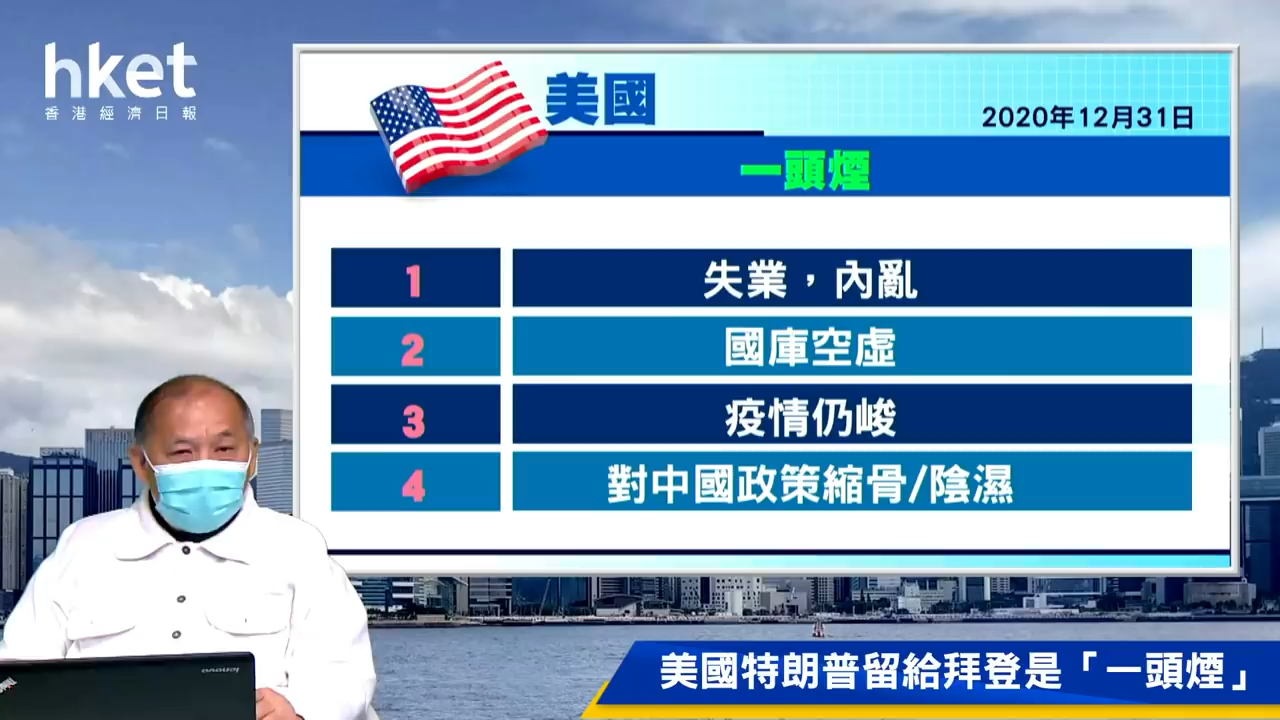 hket
香港經濟日報
美國
2020年12月31日
一頭煙
1 失業，內亂
2 國庫空虛
3 疫情仍峻
4 對中國政策縮骨/陰濕
lenovo
美國特朗普留給拜登是「一頭煙」